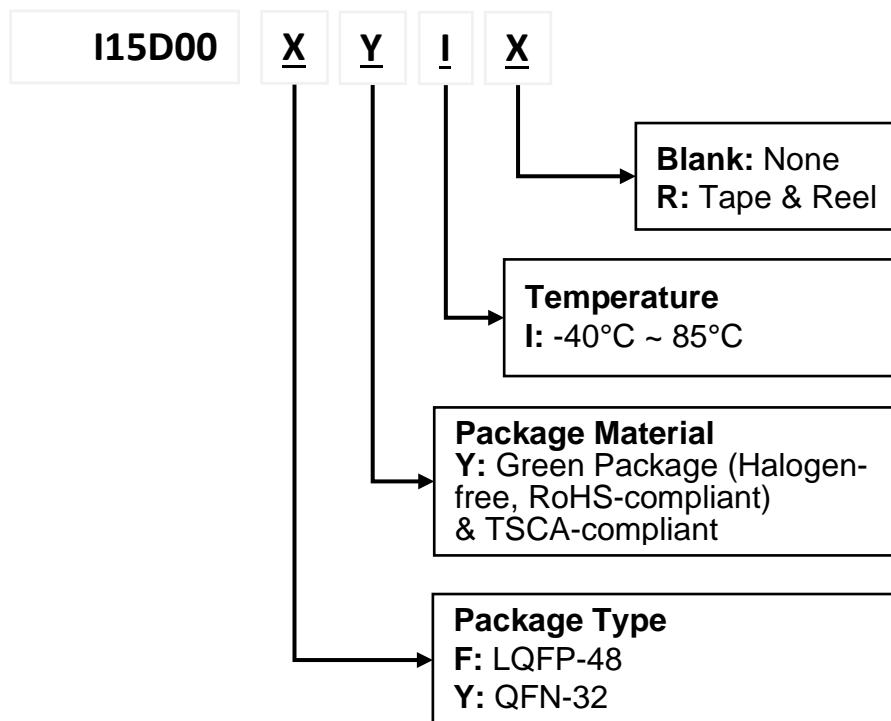 I15D00 X Y I X
Blank: None
R: Tape & Reel
Temperature
I: -40°C ~ 85°C
Package Material
Y: Green Package (Halogen-
free, RoHS-compliant)
& TSCA-compliant
Package Type
F: LQFP-48
Y: QFN-32